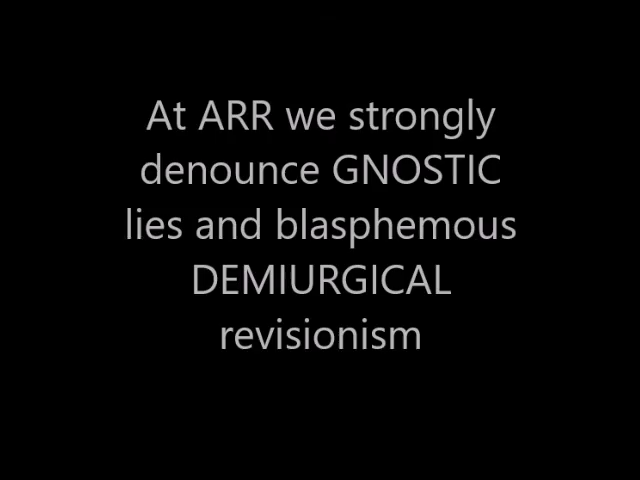 At ARR we strongly
denounce GNOSTIC
lies and blasphemous
DEMIURGICAL
revisionism